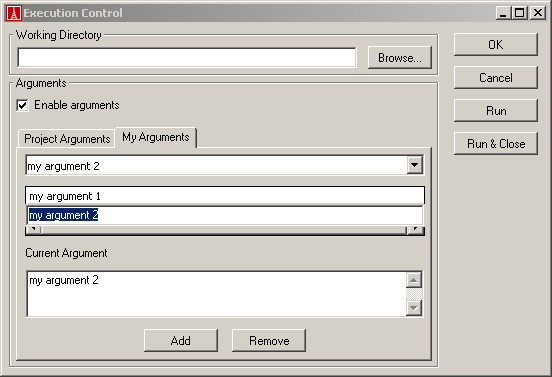 Execution Control
Working Directory
Browse...
OK
Cancel
Run
Run & Close
Arguments
Enable arguments
Project Arguments
My Arguments
my argument 2
my argument 1
my argument 2
Current Argument
my argument 2
Add
Remove